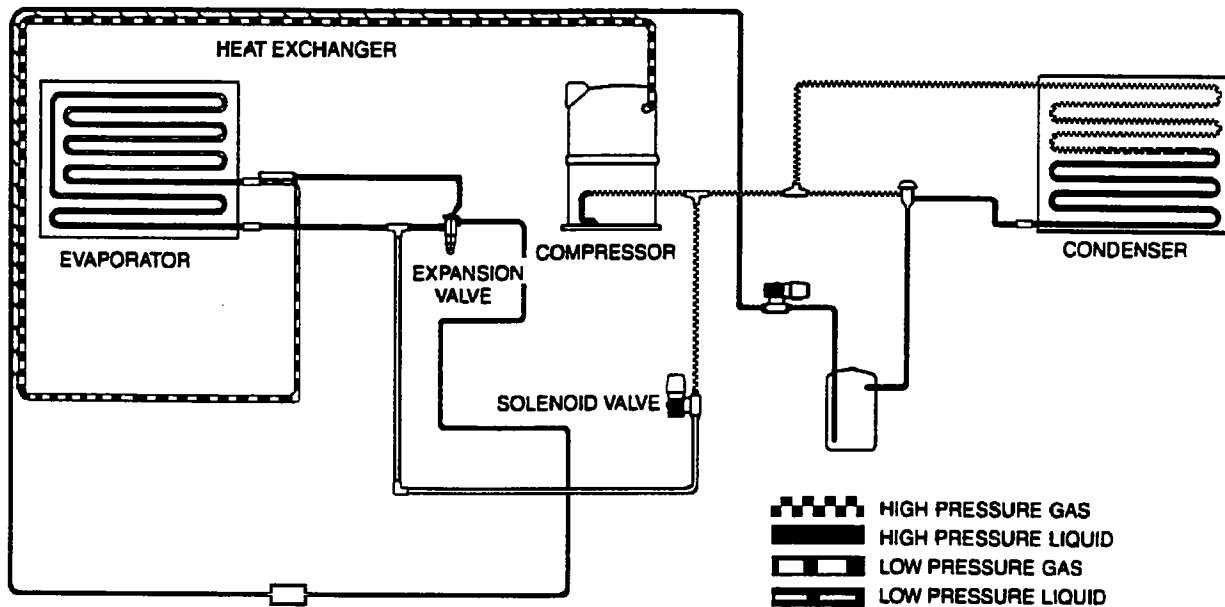 HEAT EXCHANGER
EVAPORATOR
EXPANSION
VALVE
COMPRESSOR
CONDENSER
SOLENOID VALVE
HIGH PRESSURE GAS
HIGH PRESSURE LIQUID
LOW PRESSURE GAS
LOW PRESSURE LIQUID